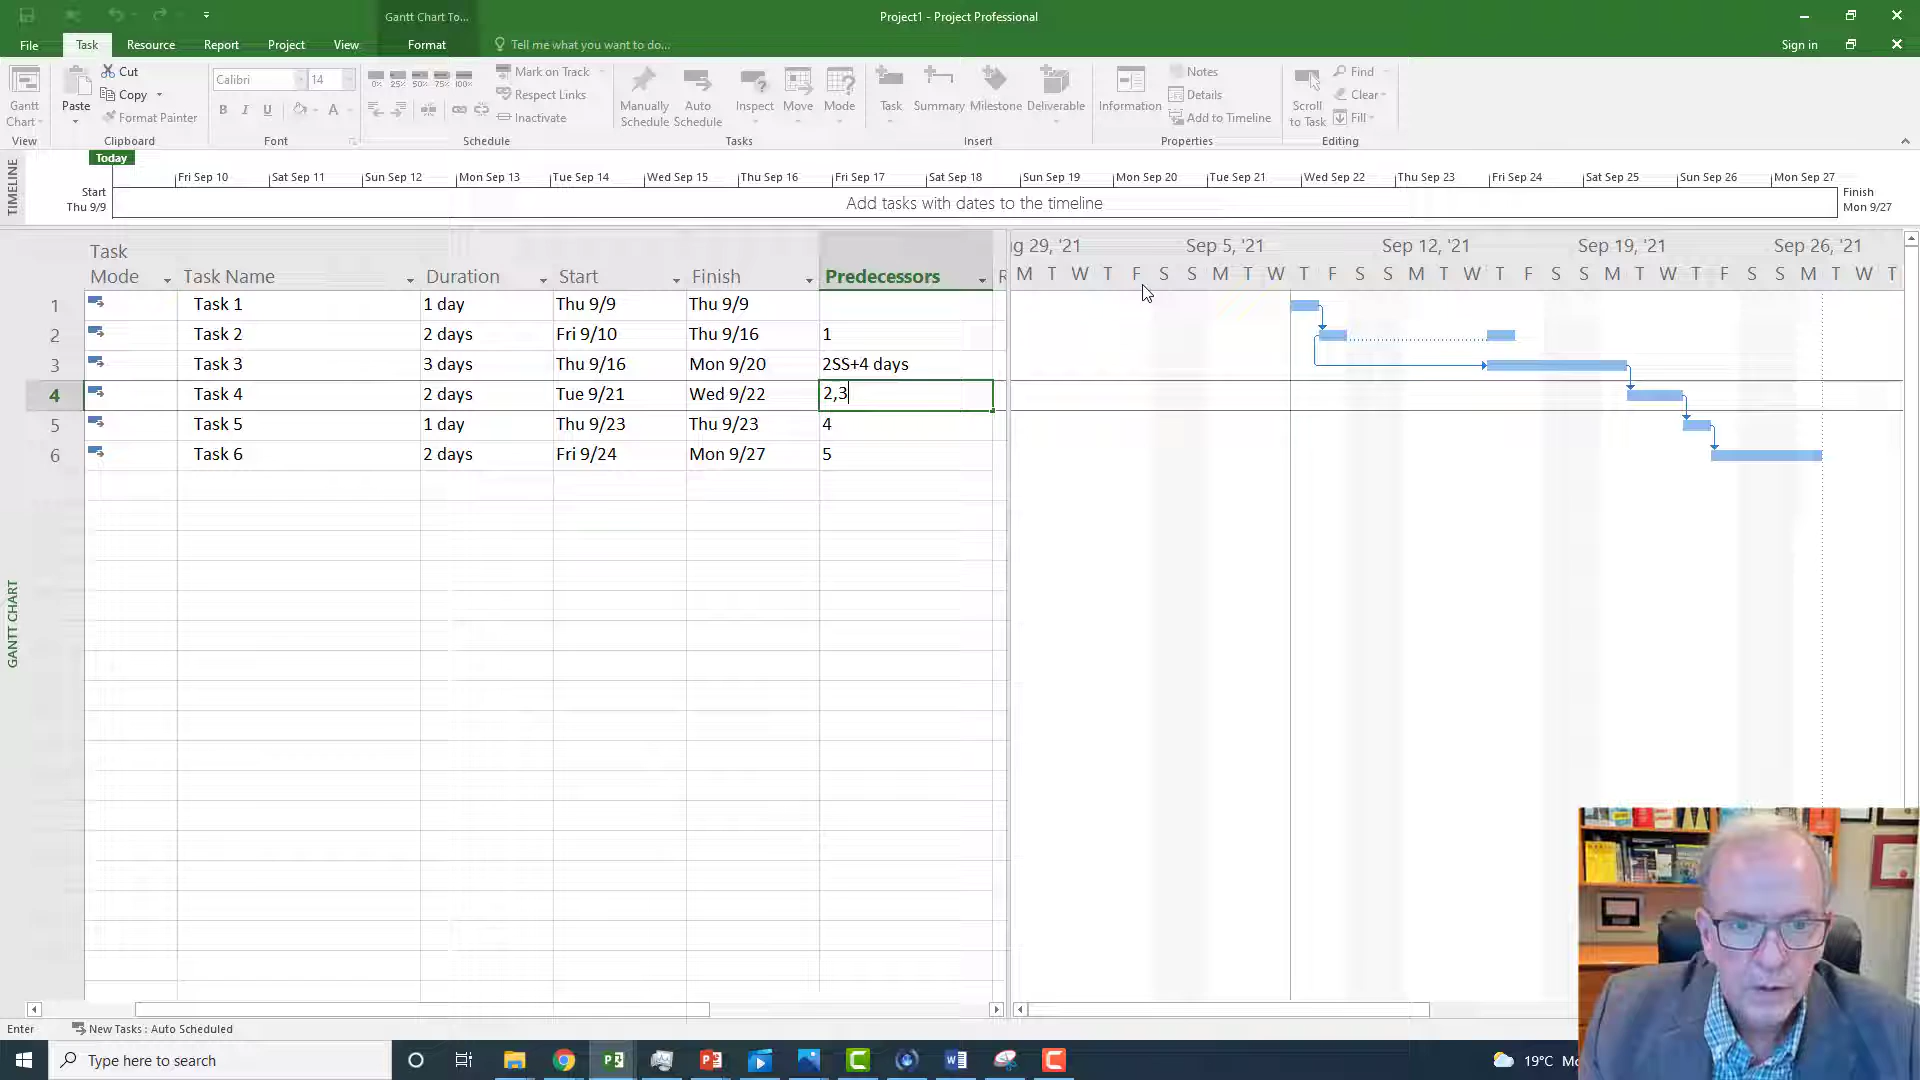 Gantt Chart To...
Project1 - Project Professional
File
Task
Resource
Report
Project
View
Format
Tell me what you want to do...
Sign in
Gantt
Chart
View
Paste
Cut
Copy
Format Painter
Clipboard
Calibri
14
B I U
A
Font
0% 25% 50% 75% 100%
Mark on Track
Respect Links
Inactivate
Schedule
Manually
Schedule
Auto
Schedule
Inspect
Move
Mode
Tasks
Task
Summary
Milestone
Deliverable
Insert
Information
Notes
Details
Add to Timeline
Properties
Scroll
to Task
Find
Clear
Fill
Editing
TIMELINE
Today
Start
Thu 9/9
Fri Sep 10
Sat Sep 11
Sun Sep 12
Mon Sep 13
Tue Sep 14
Wed Sep 15
Thu Sep 16
Fri Sep 17
Sat Sep 18
Sun Sep 19
Mon Sep 20
Tue Sep 21
Wed Sep 22
Thu Sep 23
Fri Sep 24
Sat Sep 25
Sun Sep 26
Mon Sep 27
Finish
Mon 9/27
Add tasks with dates to the timeline
Task
Mode
Task Name
Duration
Start
Finish
Predecessors
R
1 Task 1 1 day Thu 9/9 Thu 9/9
2 Task 2 2 days Fri 9/10 Thu 9/16 1
3 Task 3 3 days Thu 9/16 Mon 9/20 2SS+4 days
4 Task 4 2 days Tue 9/21 Wed 9/22 2,3
5 Task 5 1 day Thu 9/23 Thu 9/23 4
6 Task 6 2 days Fri 9/24 Mon 9/27 5
g 29, '21 Sep 5, '21 Sep 12, '21 Sep 19, '21 Sep 26, '21
M T W T F S S M T W T F S S M T W T F S S M T W T F S S M T W T
GANTT CHART
Enter
New Tasks : Auto Scheduled
Type here to search
19°C